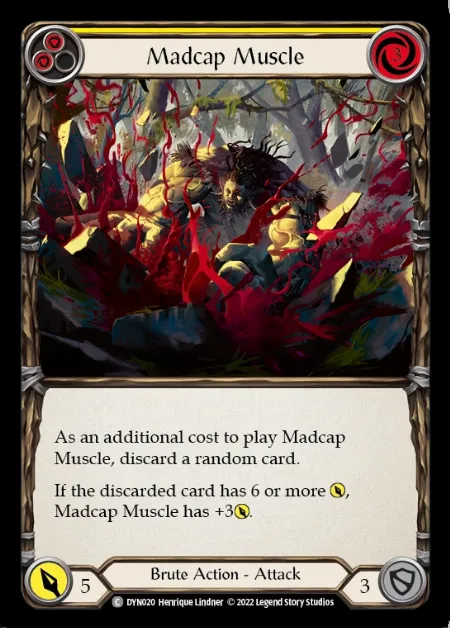 Madcap Muscle
3
As an additional cost to play Madcap
Muscle, discard a random card.
If the discarded card has 6 or more ,
Madcap Muscle has +3.
5
Brute Action - Attack
3
C DYN020 Henrique Lindner © 2022 Legend Story Studios